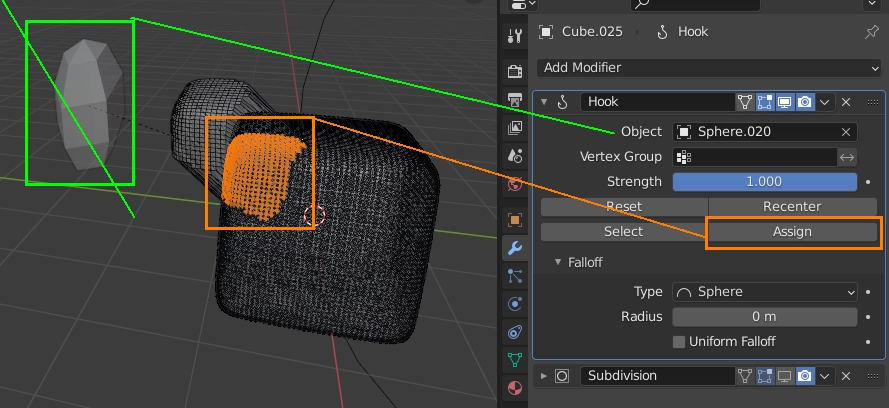 Cube.025 › Hook
Add Modifier
Hook
Object Sphere.020
Vertex Group
Strength 1.000
Reset Recenter
Select Assign
Falloff
Type Sphere
Radius 0 m
Uniform Falloff
Subdivision